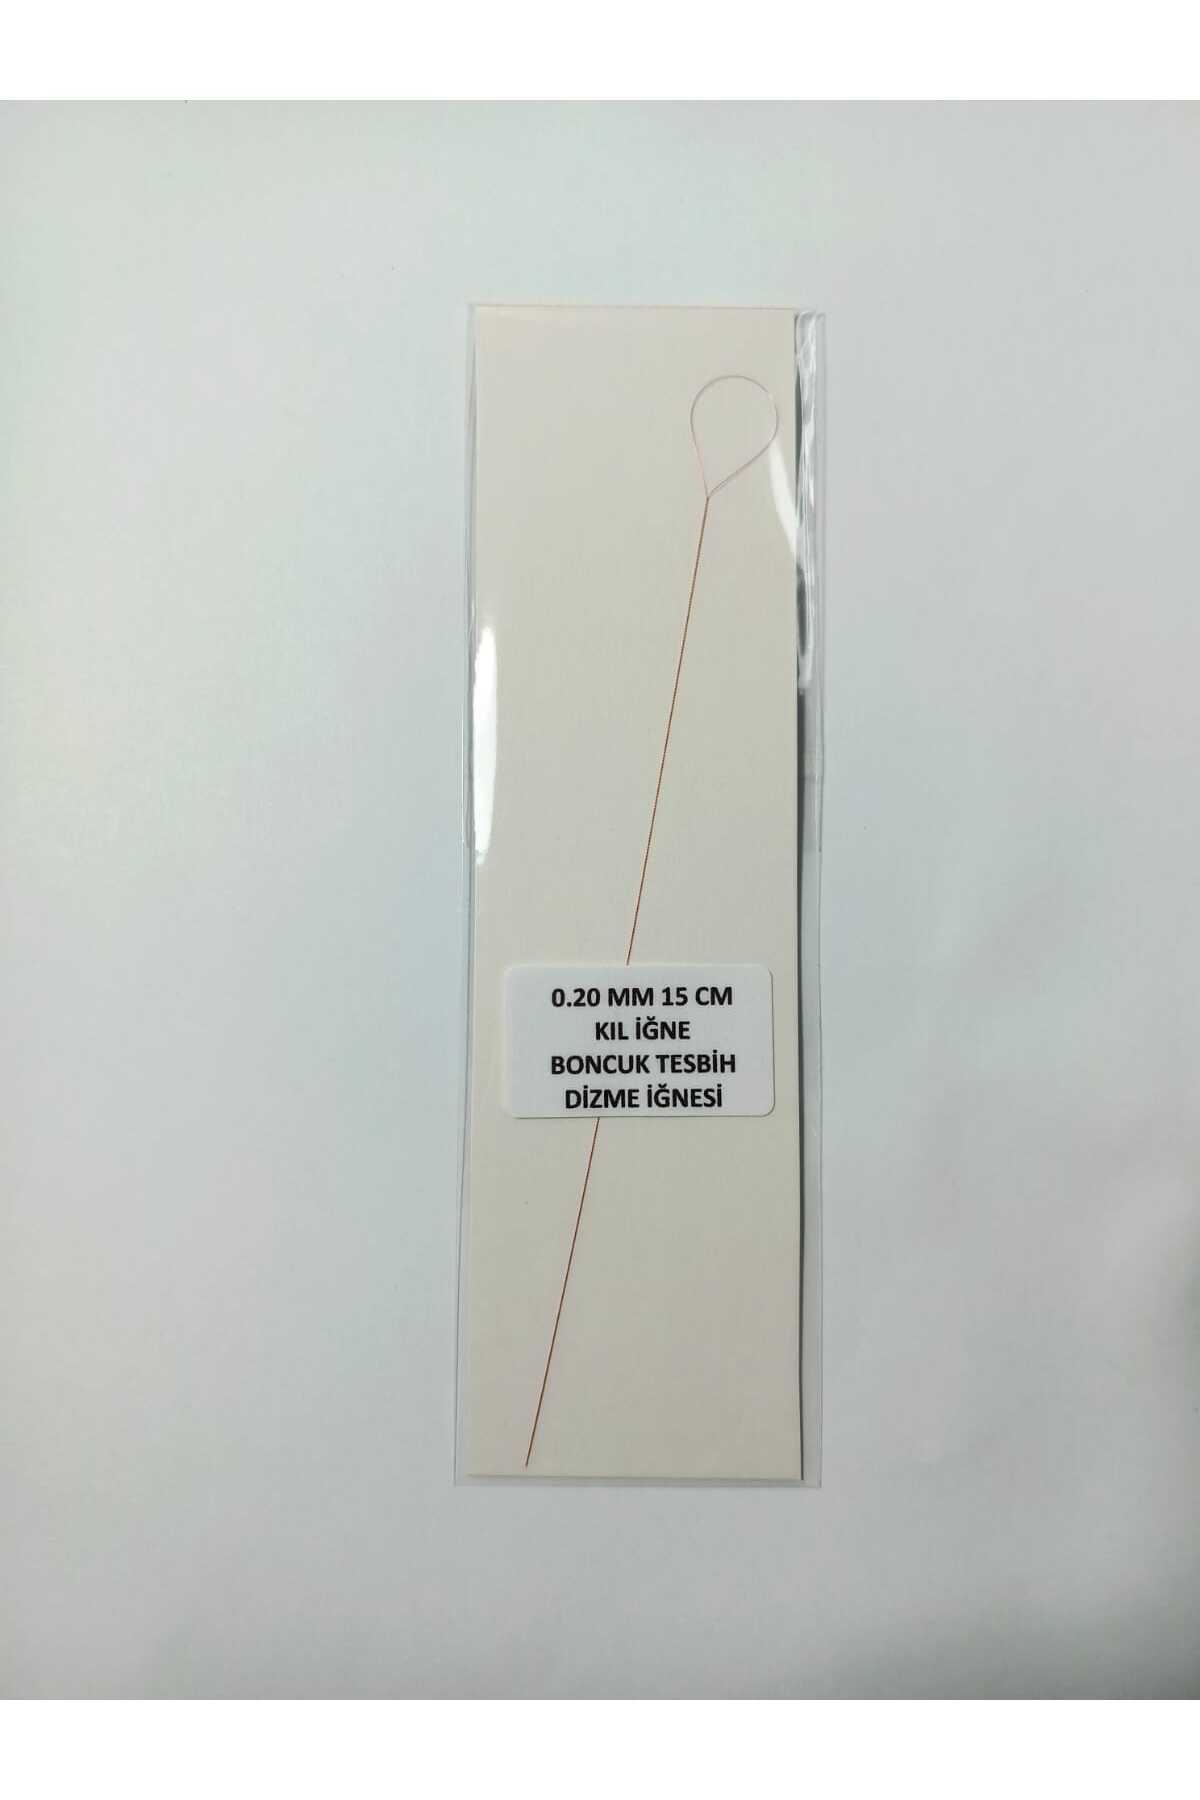 0.20 MM 15 CM
KIL İĞNE
BONCUK TESBİH
DİZME İĞNESİ